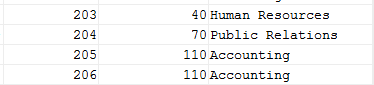 203 40 Human Resources
204 70 Public Relations
205 110 Accounting
206 110 Accounting